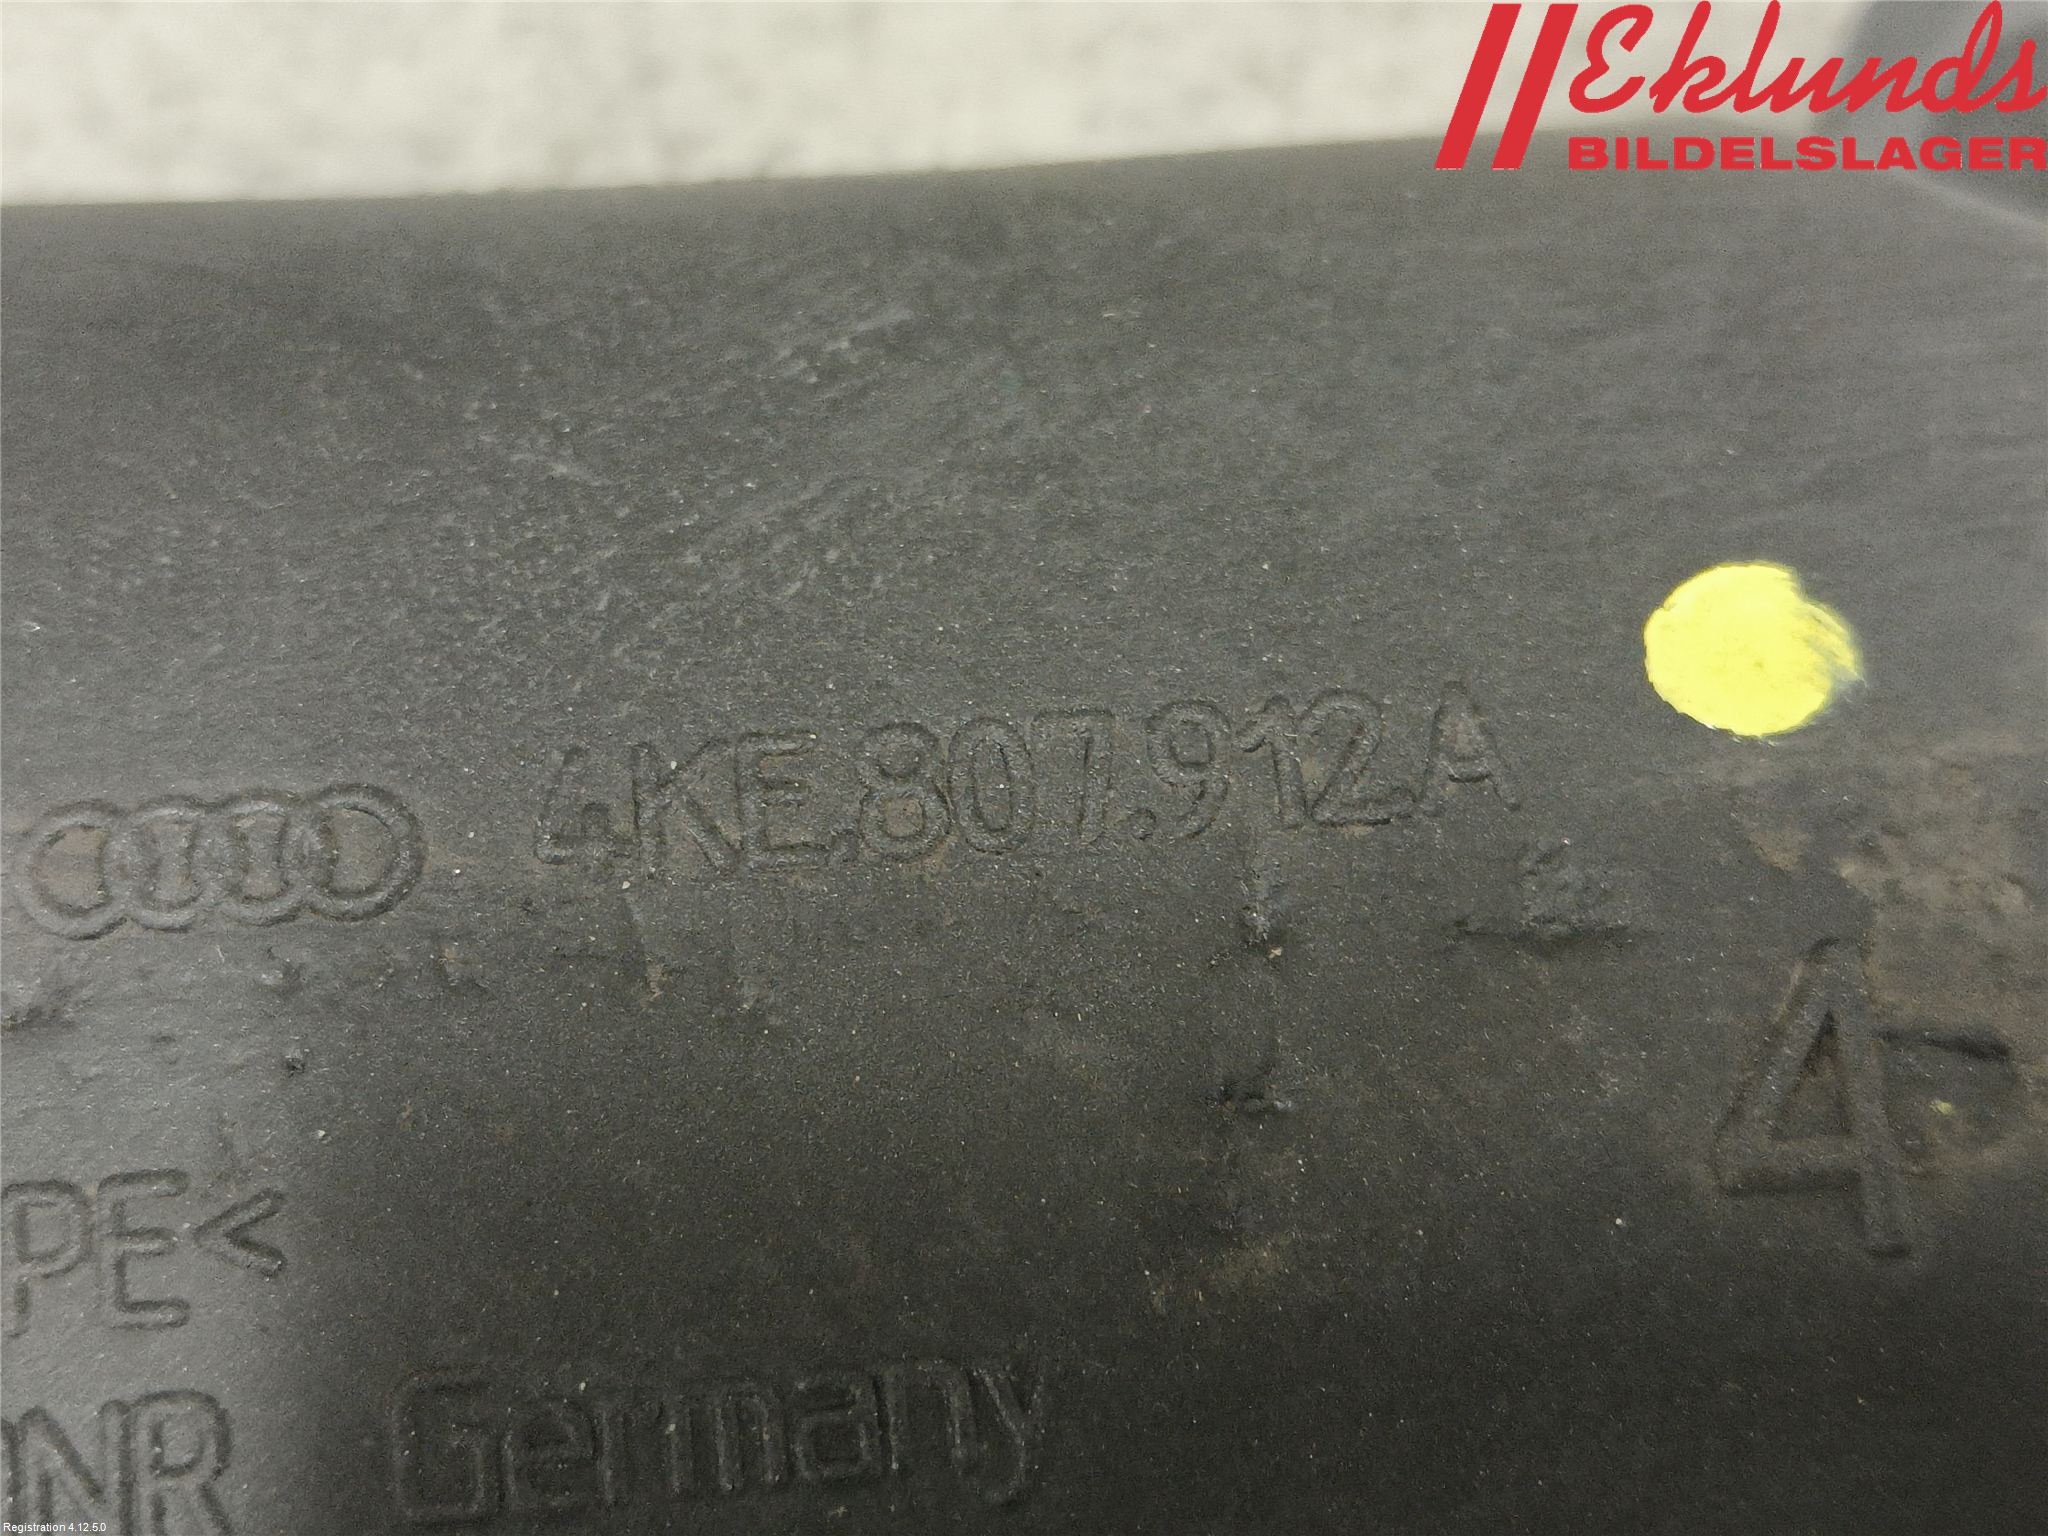 Eklunds
BILDELSLAGER
4KE.807.912.A
4
PE<
NR Germany
Registration 4.12.5.0